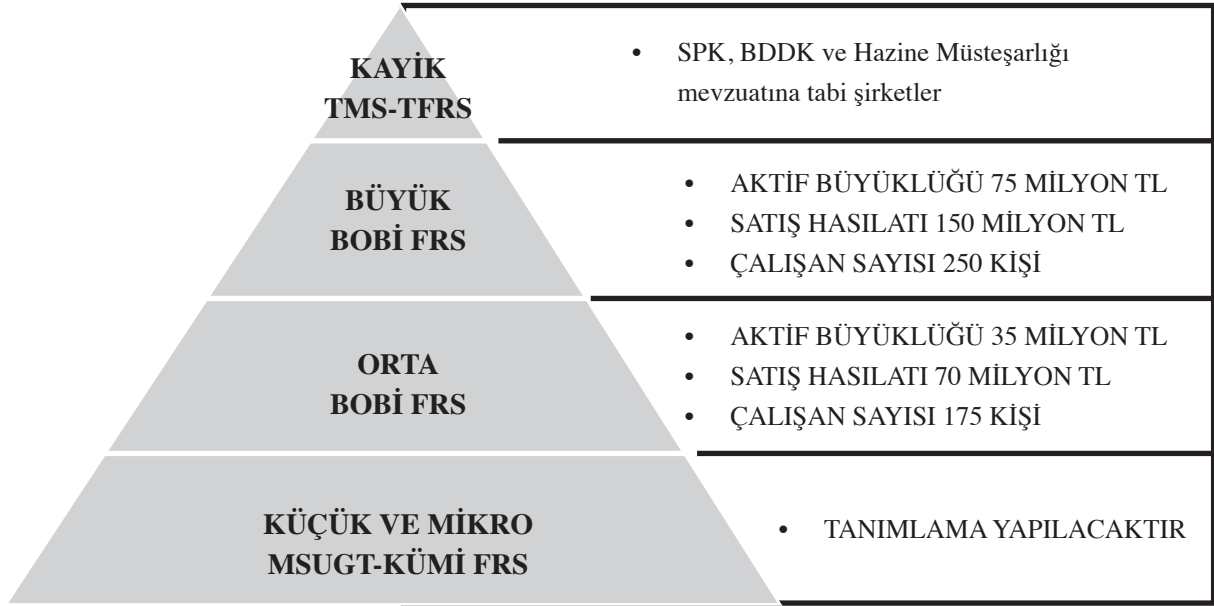 KAYİK
TMS-TFRS
• SPK, BDDK ve Hazine Müsteşarlığı
mevzuatına tabi şirketler
BÜYÜK
BOBİ FRS
• AKTİF BÜYÜKLÜĞÜ 75 MİLYON TL
• SATIŞ HASILATI 150 MİLYON TL
• ÇALIŞAN SAYISI 250 KİŞİ
ORTA
BOBİ FRS
• AKTİF BÜYÜKLÜĞÜ 35 MİLYON TL
• SATIŞ HASILATI 70 MİLYON TL
• ÇALIŞAN SAYISI 175 KİŞİ
KÜÇÜK VE MİKRO
MSUGT-KÜMİ FRS
• TANIMLAMA YAPILACAKTIR